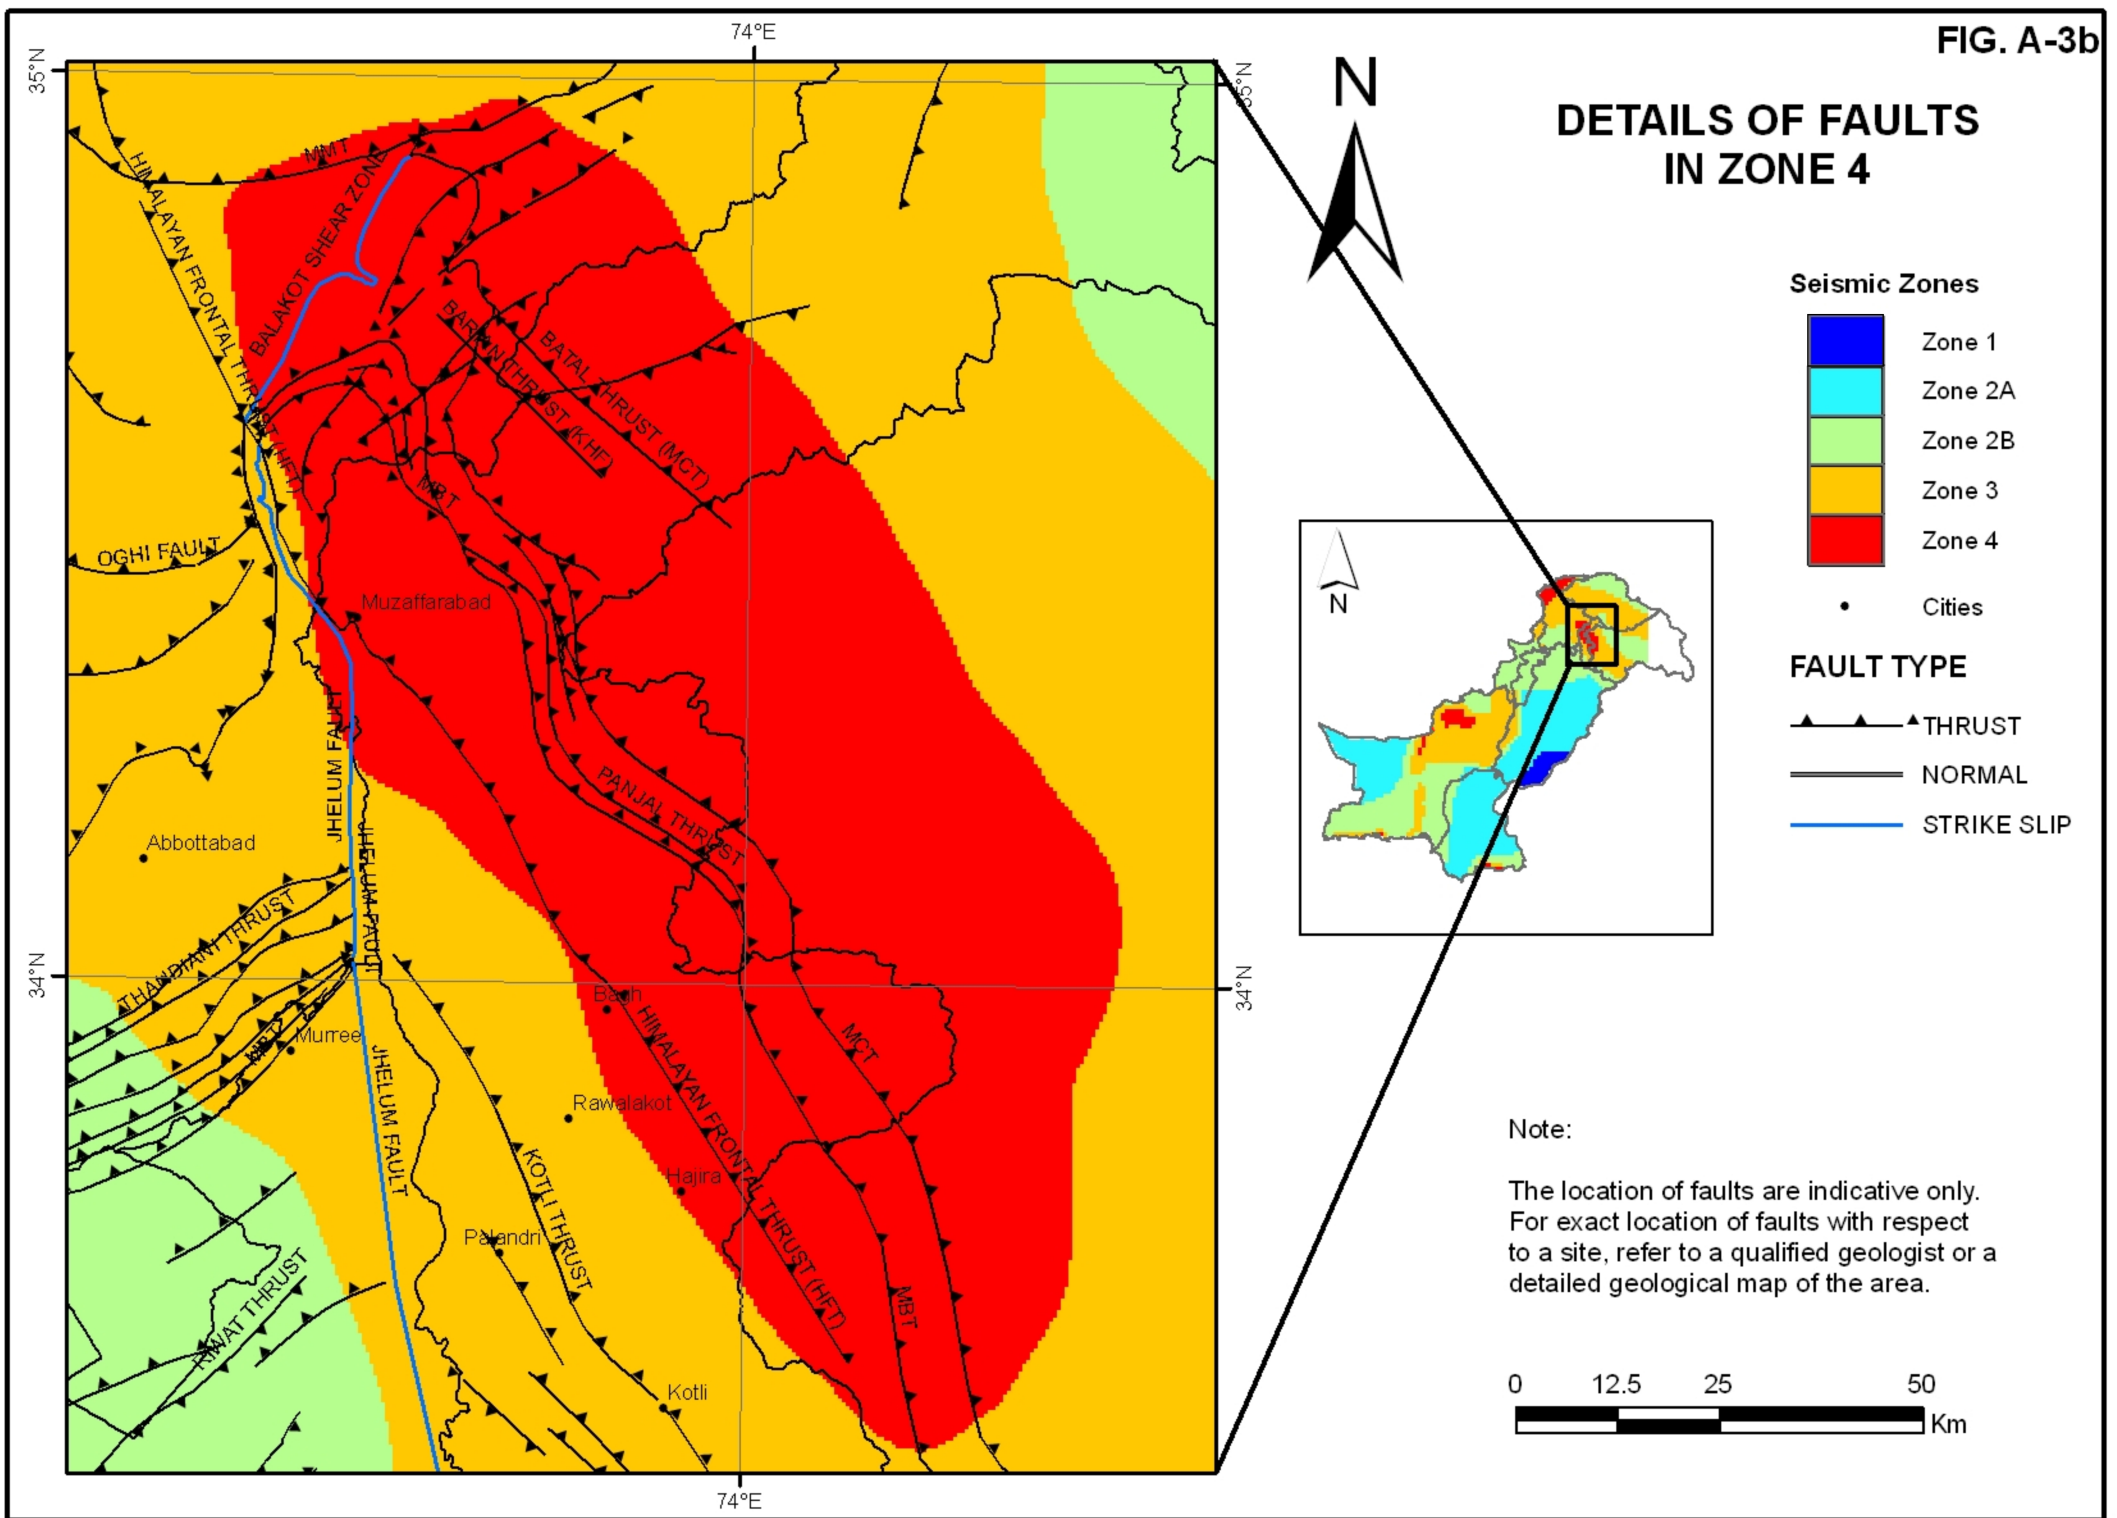 FIG. A-3b
DETAILS OF FAULTS
IN ZONE 4
74°E
35°N
35°N
34°N
34°N
74°E
N
MMT
HIMALAYAN FRONTAL THRUST (HFT)
BALAKOT SHEAR ZONE
BARIAN THRUST (KHF)
BATAL THRUST (MCT)
MBT
OGHI FAULT
Muzaffarabad
JHELUM FAULT
PANJAL THRUST
Abbottabad
JHELUM FAULT
THANDIANI THRUST
Bagh
Murree
JHELUM FAULT
HIMALAYAN FRONTAL THRUST (HFT)
MCT
Rawalakot
KOTLI THRUST
Hajira
Palandri
RIWAT THRUST
MBT
Kotli
Seismic Zones
Zone 1
Zone 2A
Zone 2B
Zone 3
Zone 4
Cities
FAULT TYPE
THRUST
NORMAL
STRIKE SLIP
N
Note:
The location of faults are indicative only.
For exact location of faults with respect
to a site, refer to a qualified geologist or a
detailed geological map of the area.
0 12.5 25 50
Km